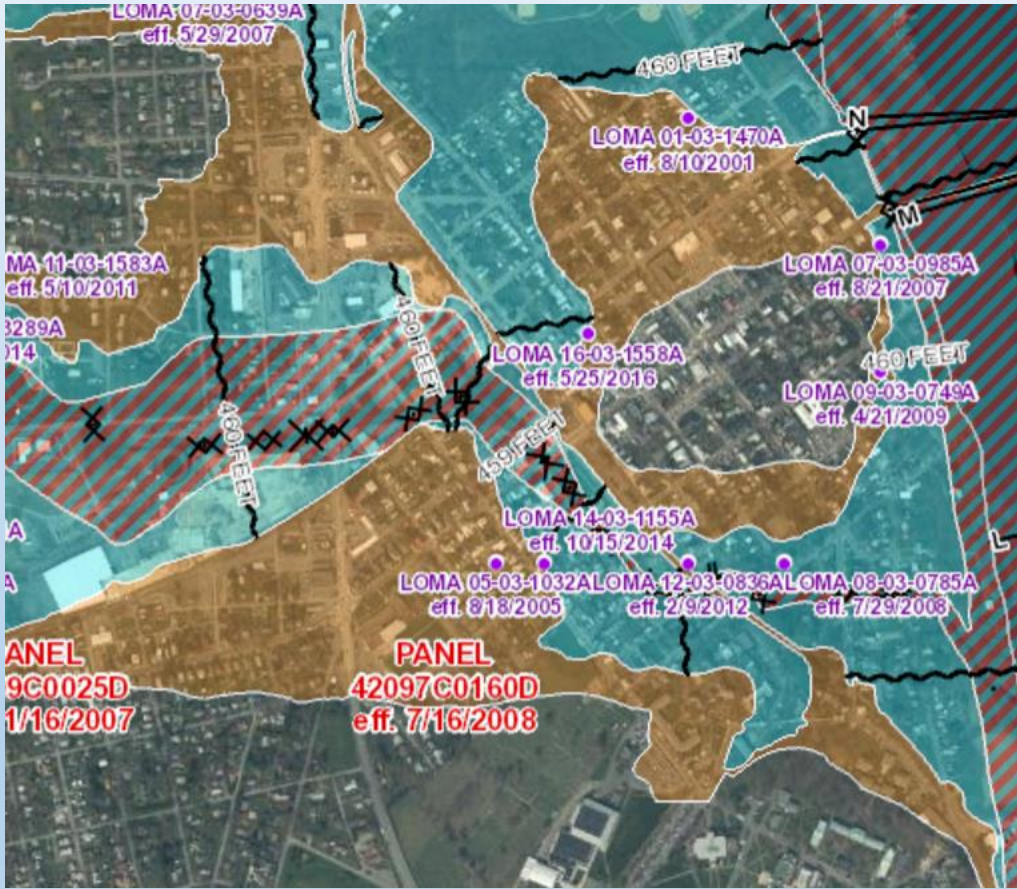 LOMA 07-03-0639A
eff. 5/29/2007
460 FEET
N
LOMA 01-03-1470A
eff. 8/10/2001
M
MA 11-03-1583A
eff. 5/10/2011
LOMA 07-03-0985A
eff. 8/21/2007
3289A
014
460 FEET
LOMA 16-03-1558A
eff. 5/25/2016
460 FEET
LOMA 09-03-0749A
eff. 4/21/2009
460 FEET
459 FEET
LOMA 14-03-1155A
eff. 10/15/2014
A
L
LOMA 05-03-1032A LOMA 12-03-0836A LOMA 08-03-0785A
eff. 8/18/2005 eff. 2/9/2012 eff. 7/29/2008
A
ANEL
9C0025D
1/16/2007
PANEL
42097C0160D
eff. 7/16/2008